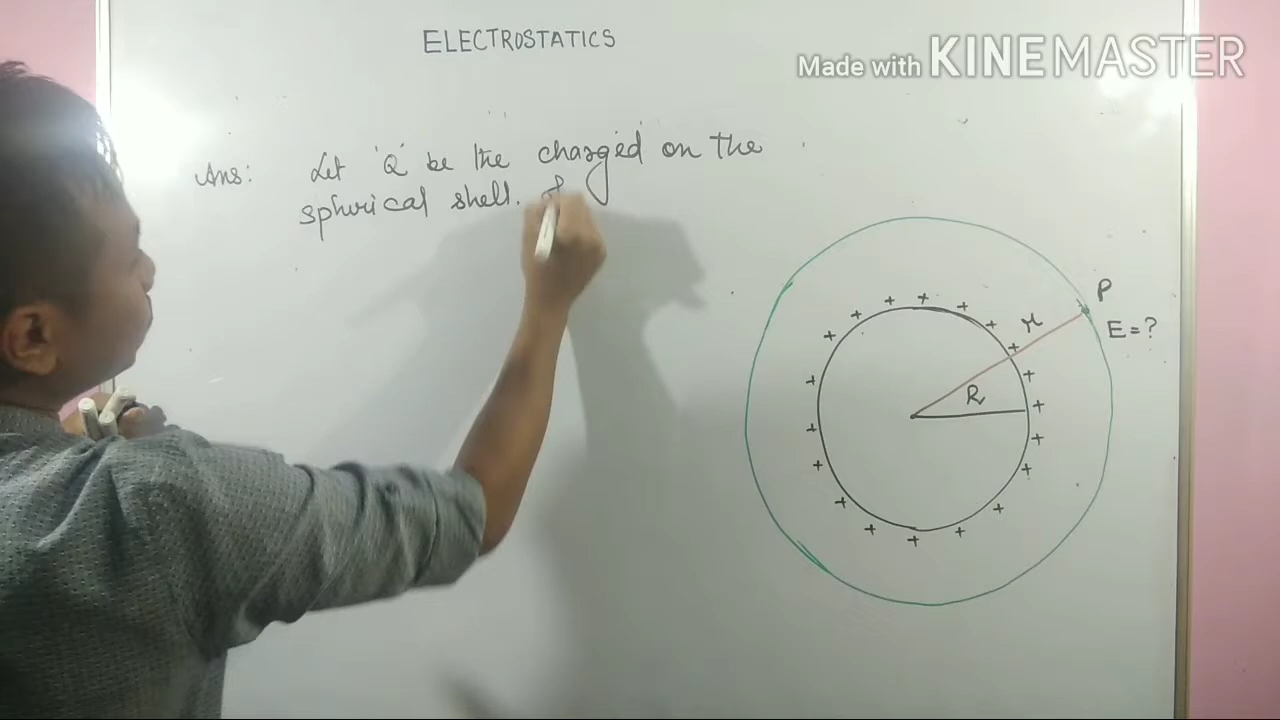 ELECTROSTATICS
Made with KINEMASTER
Ans: Let 'Q' be the charged on the
spherical shell.
P
E = ?
r
R